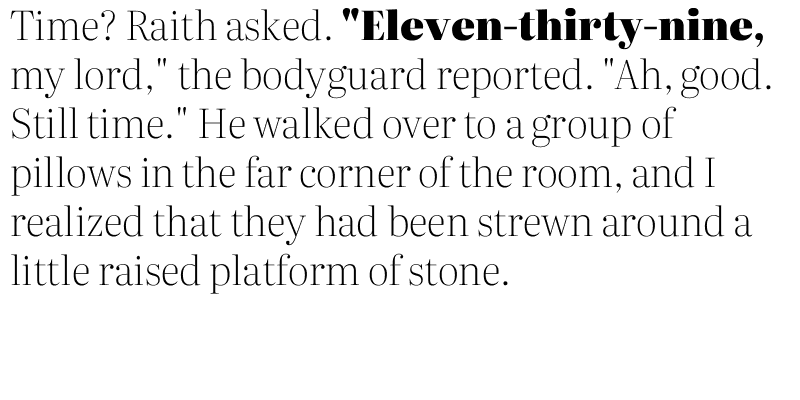 Time? Raith asked. "Eleven-thirty-nine,
my lord," the bodyguard reported. "Ah, good.
Still time." He walked over to a group of
pillows in the far corner of the room, and I
realized that they had been strewn around a
little raised platform of stone.